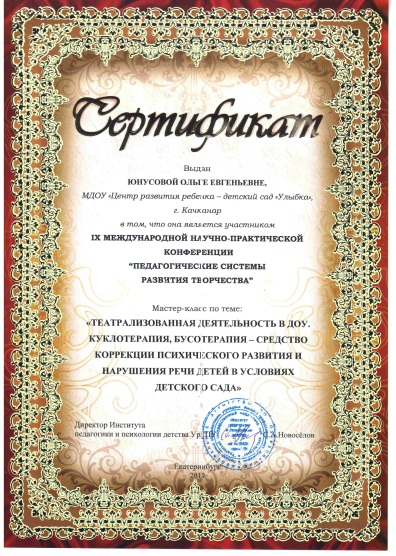 Сертификат
Выдан
ЮНУСОВОЙ ОЛЬГЕ ЕВГЕНЬЕВНЕ,
МДОУ «Центр развития ребенка – детский сад «Улыбка»,
г. Качканар
в том, что она является участником
IX МЕЖДУНАРОДНОЙ НАУЧНО-ПРАКТИЧЕСКОЙ
КОНФЕРЕНЦИИ
"ПЕДАГОГИЧЕСКИЕ СИСТЕМЫ
РАЗВИТИЯ ТВОРЧЕСТВА"
Мастер-класс по теме:
«ТЕАТРАЛИЗОВАННАЯ ДЕЯТЕЛЬНОСТЬ В ДОУ.
КУКЛОТЕРАПИЯ, БУСОТЕРАПИЯ – СРЕДСТВО
КОРРЕКЦИИ ПСИХИЧЕСКОГО РАЗВИТИЯ И
НАРУШЕНИЯ РЕЧИ ДЕТЕЙ В УСЛОВИЯХ
ДЕТСКОГО САДА»
Директор Института
педагогики и психологии детства УрГПУ Новосёлов
Екатеринбург